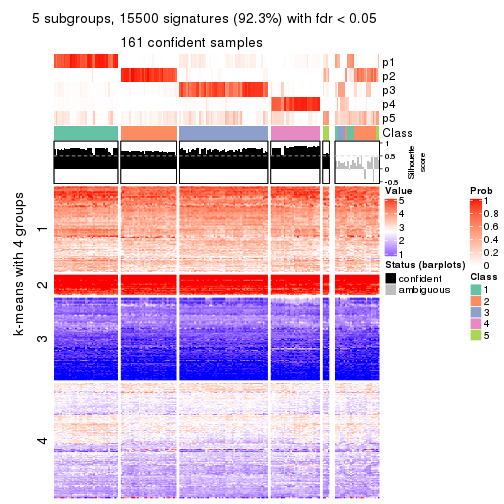 5 subgroups, 15500 signatures (92.3%) with fdr < 0.05
161 confident samples
p1
p2
p3
p4
p5
Class
1
0.5
0
-0.5
Silhouette
score
k-means with 4 groups
1
2
3
4
Value
5
4
3
2
1
Status (barplots)
confident
ambiguous
Prob
1
0.8
0.6
0.4
0.2
0
Class
1
2
3
4
5